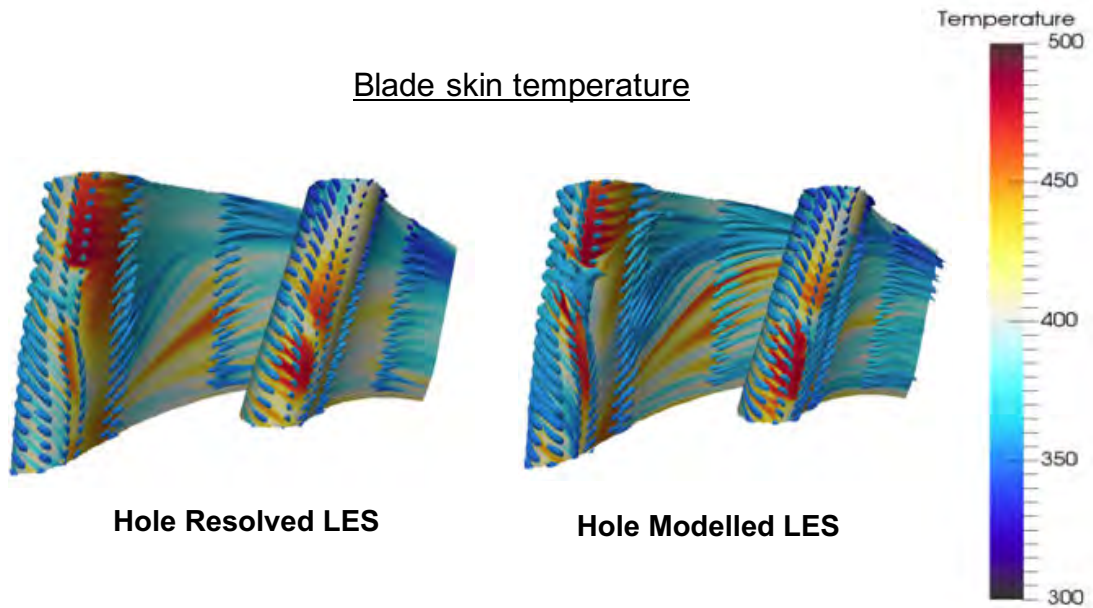 Temperature
500
Blade skin temperature
450
400
350
Hole Resolved LES
Hole Modelled LES
300